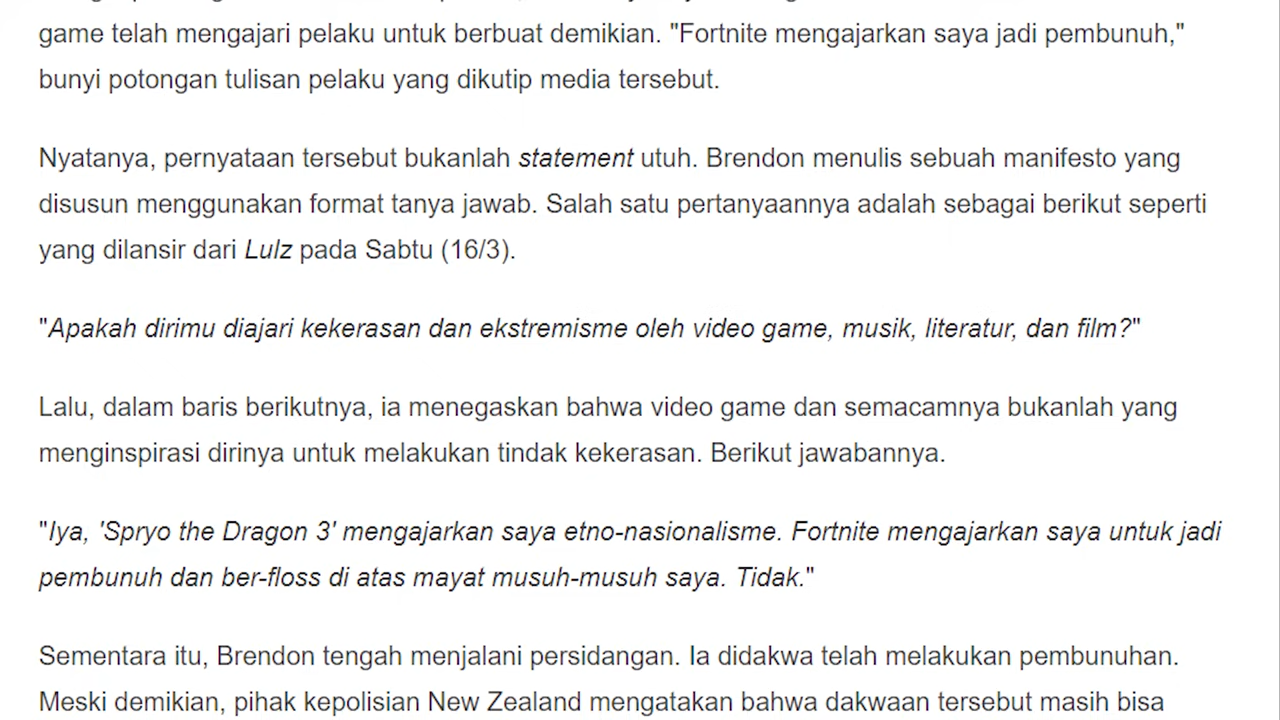 game telah mengajari pelaku untuk berbuat demikian. "Fortnite mengajarkan saya jadi pembunuh,"
bunyi potongan tulisan pelaku yang dikutip media tersebut.
Nyatanya, pernyataan tersebut bukanlah statement utuh. Brendon menulis sebuah manifesto yang
disusun menggunakan format tanya jawab. Salah satu pertanyaannya adalah sebagai berikut seperti
yang dilansir dari Lulz pada Sabtu (16/3).
"Apakah dirimu diajari kekerasan dan ekstremisme oleh video game, musik, literatur, dan film?"
Lalu, dalam baris berikutnya, ia menegaskan bahwa video game dan semacamnya bukanlah yang
menginspirasi dirinya untuk melakukan tindak kekerasan. Berikut jawabannya.
"Iya, 'Spryo the Dragon 3' mengajarkan saya etno-nasionalisme. Fortnite mengajarkan saya untuk jadi
pembunuh dan ber-floss di atas mayat musuh-musuh saya. Tidak."
Sementara itu, Brendon tengah menjalani persidangan. Ia didakwa telah melakukan pembunuhan.
Meski demikian, pihak kepolisian New Zealand mengatakan bahwa dakwaan tersebut masih bisa